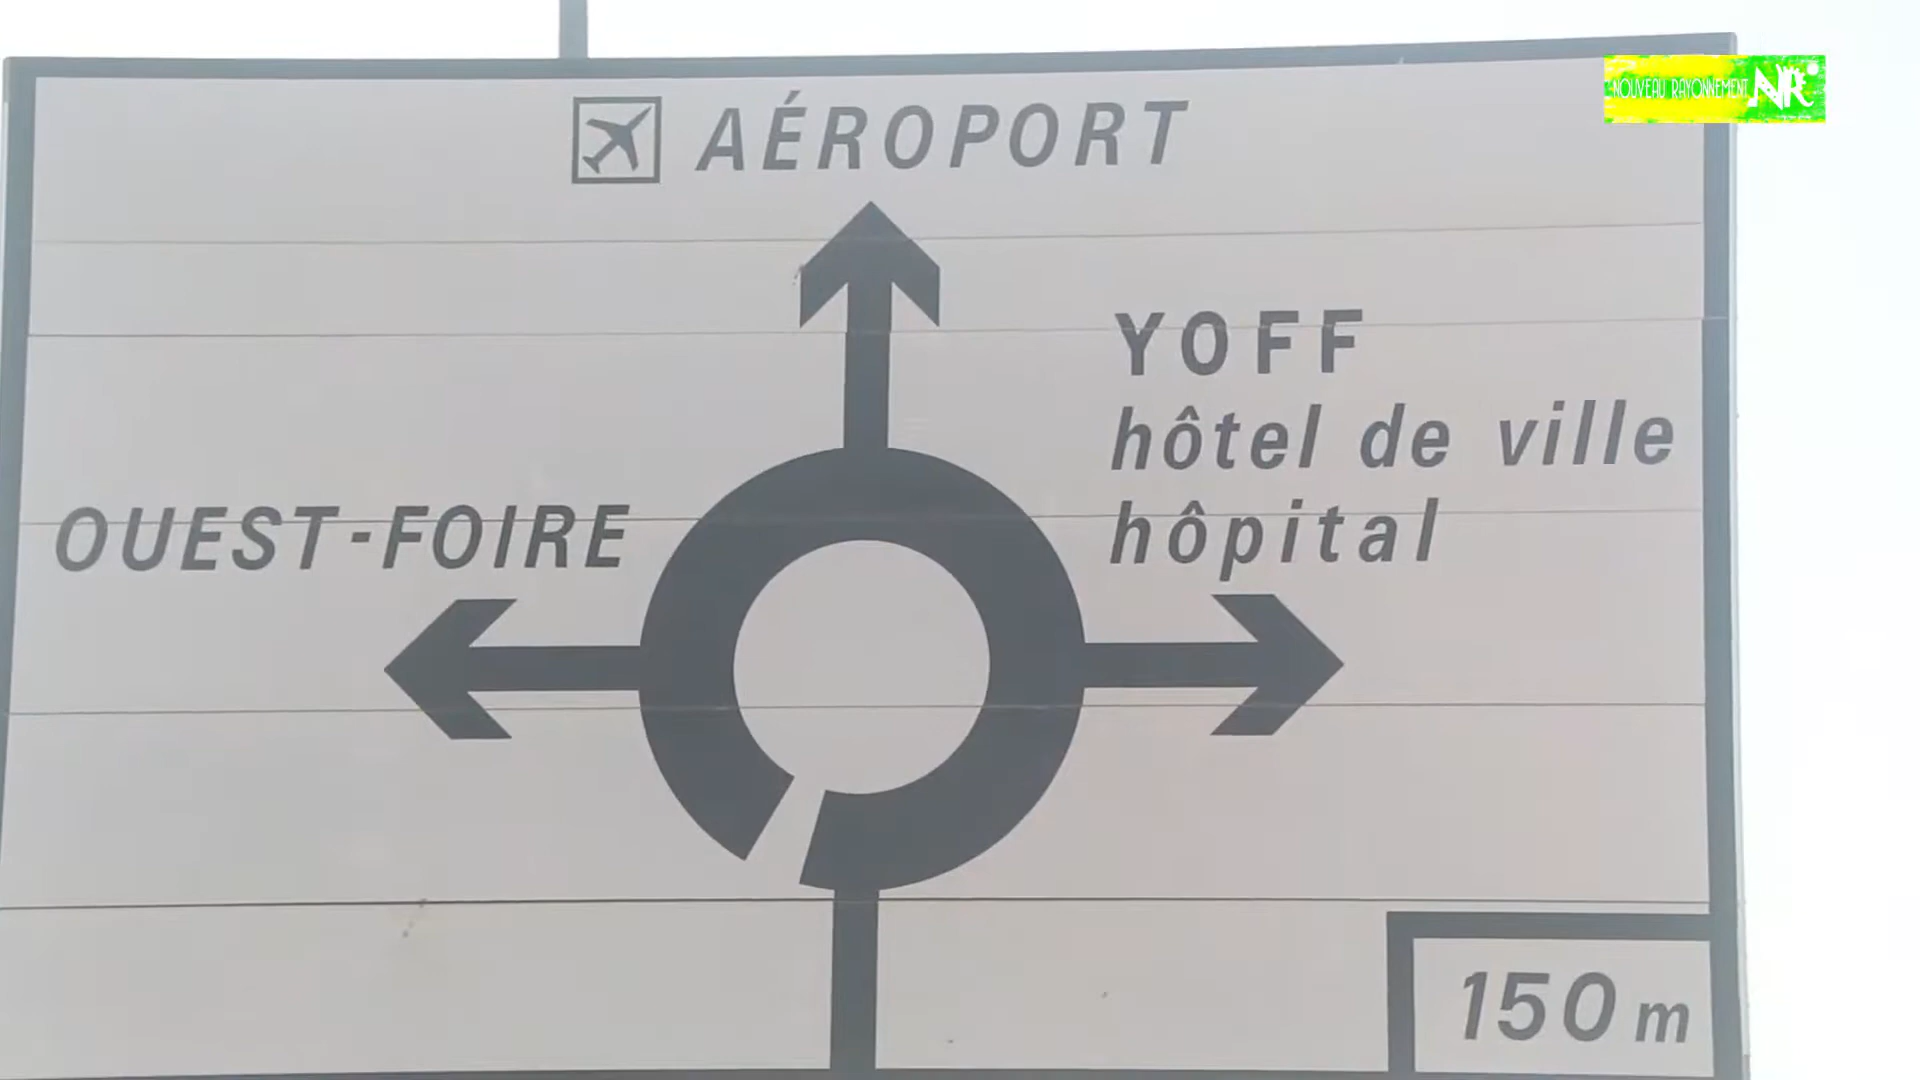 NOUVEAU RAYONNEMENT NR
AÉROPORT
YOFF
hôtel de ville
hôpital
OUEST-FOIRE
150 m